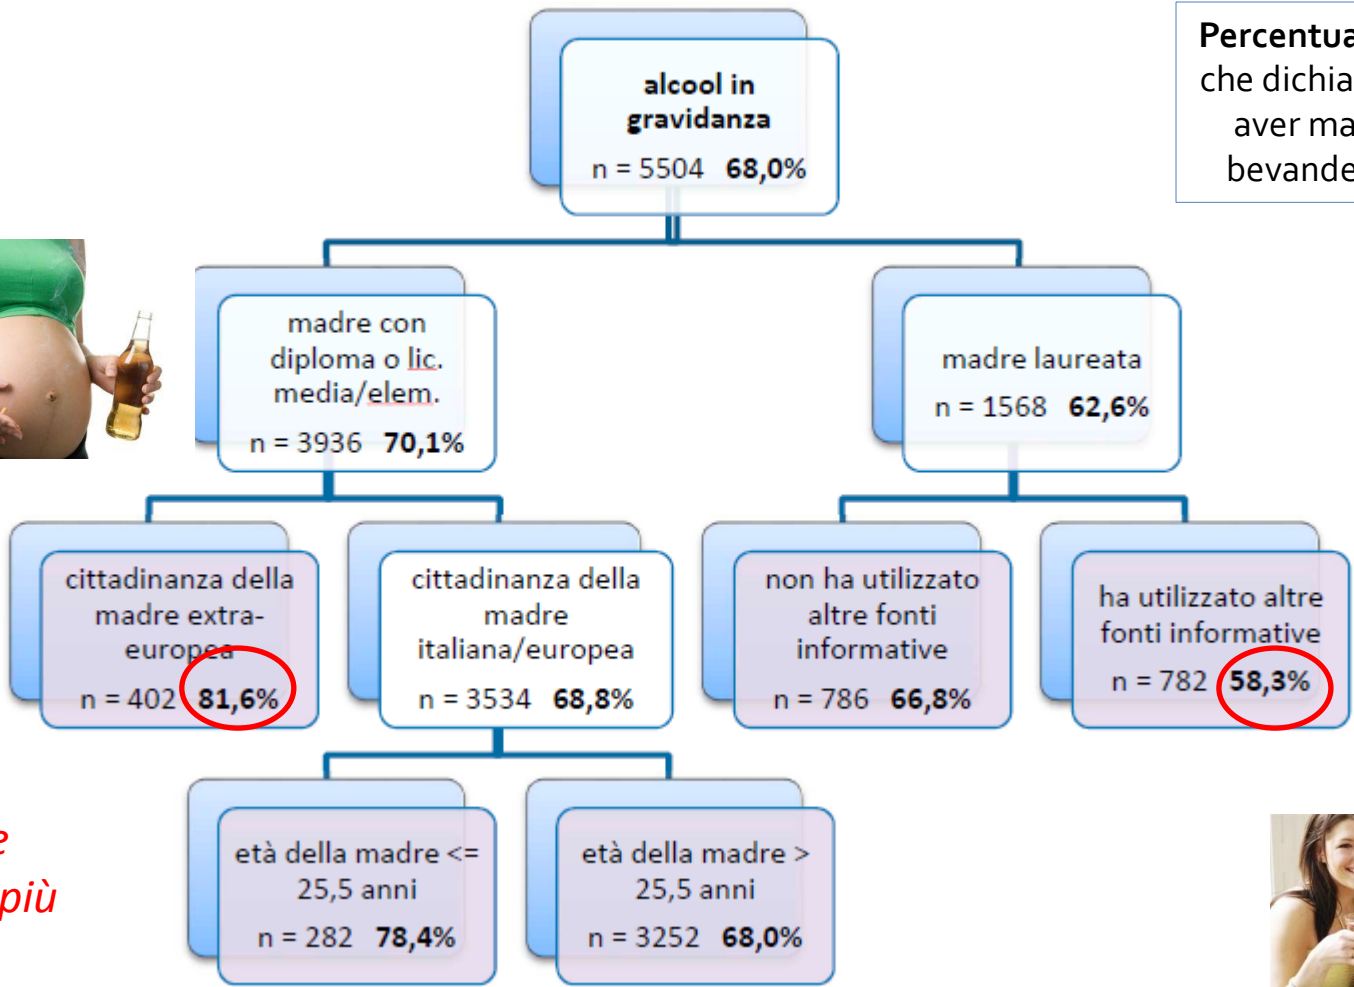 Percentua
che dichia
aver ma
bevande
alcool in
gravidanza
n = 5504 68,0%
madre con
diploma o lic.
media/elem.
n = 3936 70,1%
madre laureata
n = 1568 62,6%
cittadinanza della
madre extra-
europea
n = 402 81,6%
cittadinanza della
madre
italiana/europea
n = 3534 68,8%
non ha utilizzato
altre fonti
informative
n = 786 66,8%
ha utilizzato altre
fonti informative
n = 782 58,3%
età della madre <=
25,5 anni
n = 282 78,4%
età della madre >
25,5 anni
n = 3252 68,0%
e
più